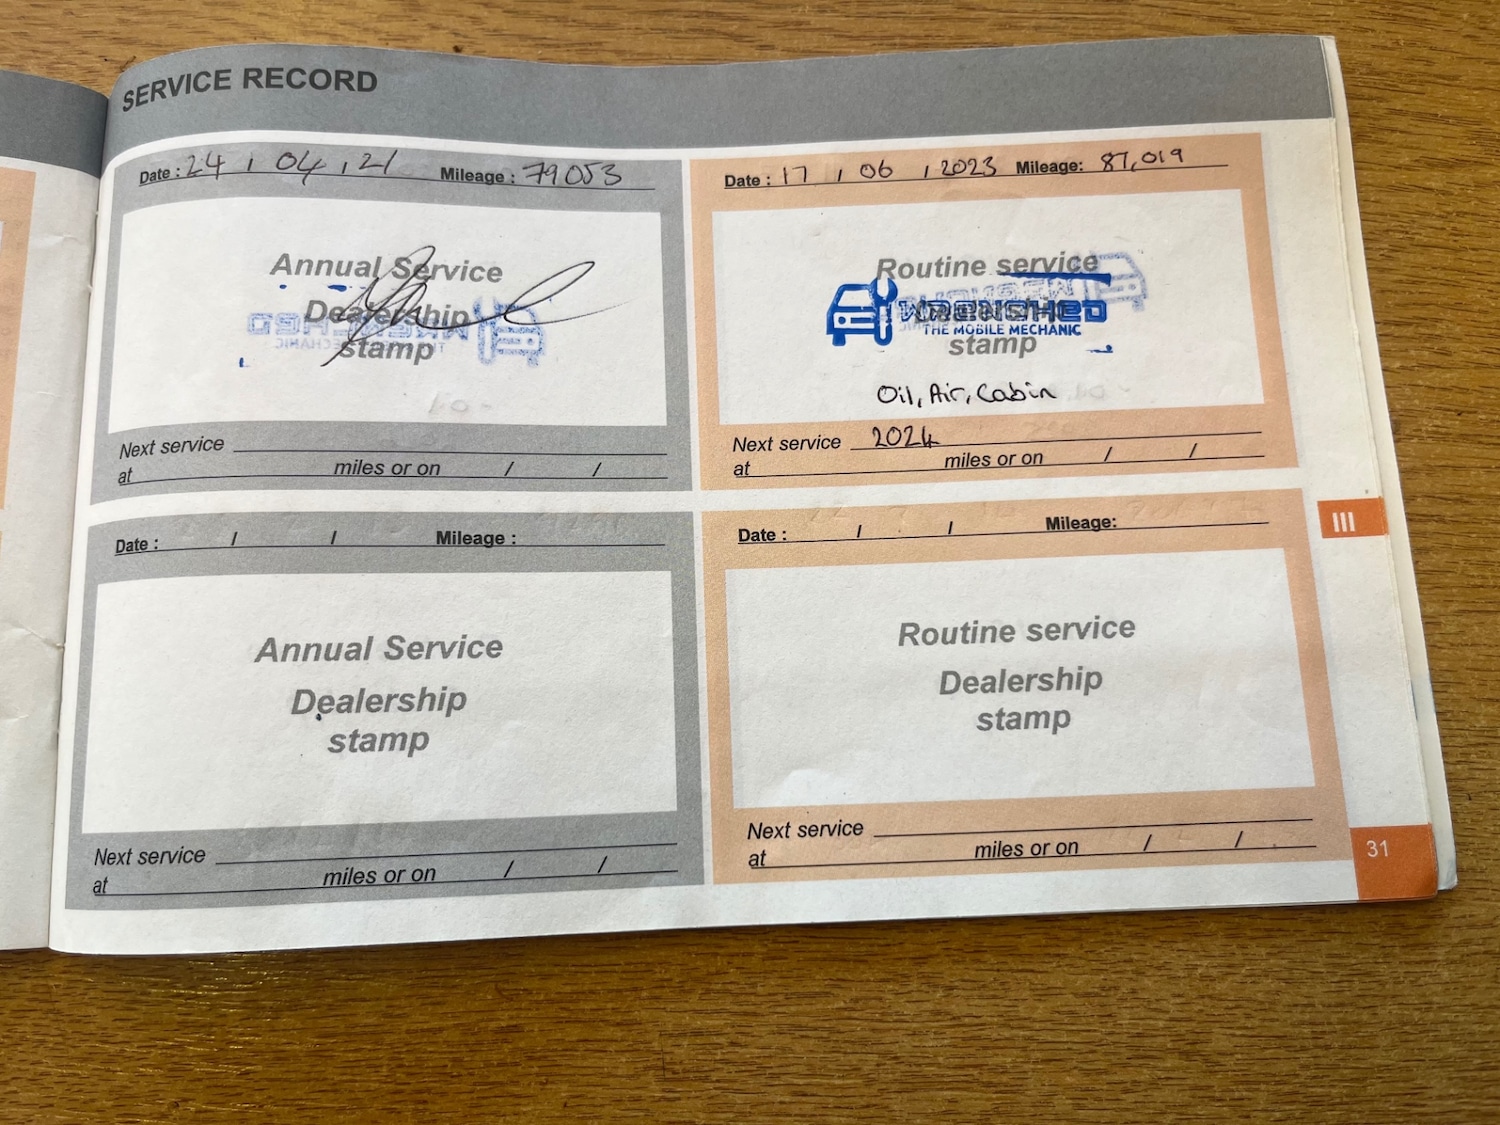 SERVICE RECORD
Date : 24 / 04 / 21 Mileage : 79053
Annual Service
Dealership
stamp
Next service
at miles or on / /
Date : 17 / 06 / 2023 Mileage: 87,019
Routine service
WRENCHED
THE MOBILE MECHANIC
stamp
Oil, Air, Cabin
Next service 2024
at miles or on / /
Date : / / Mileage :
Annual Service
Dealership
stamp
Next service
at miles or on / /
Date : / / Mileage:
Routine service
Dealership
stamp
Next service
at miles or on / /
III
31